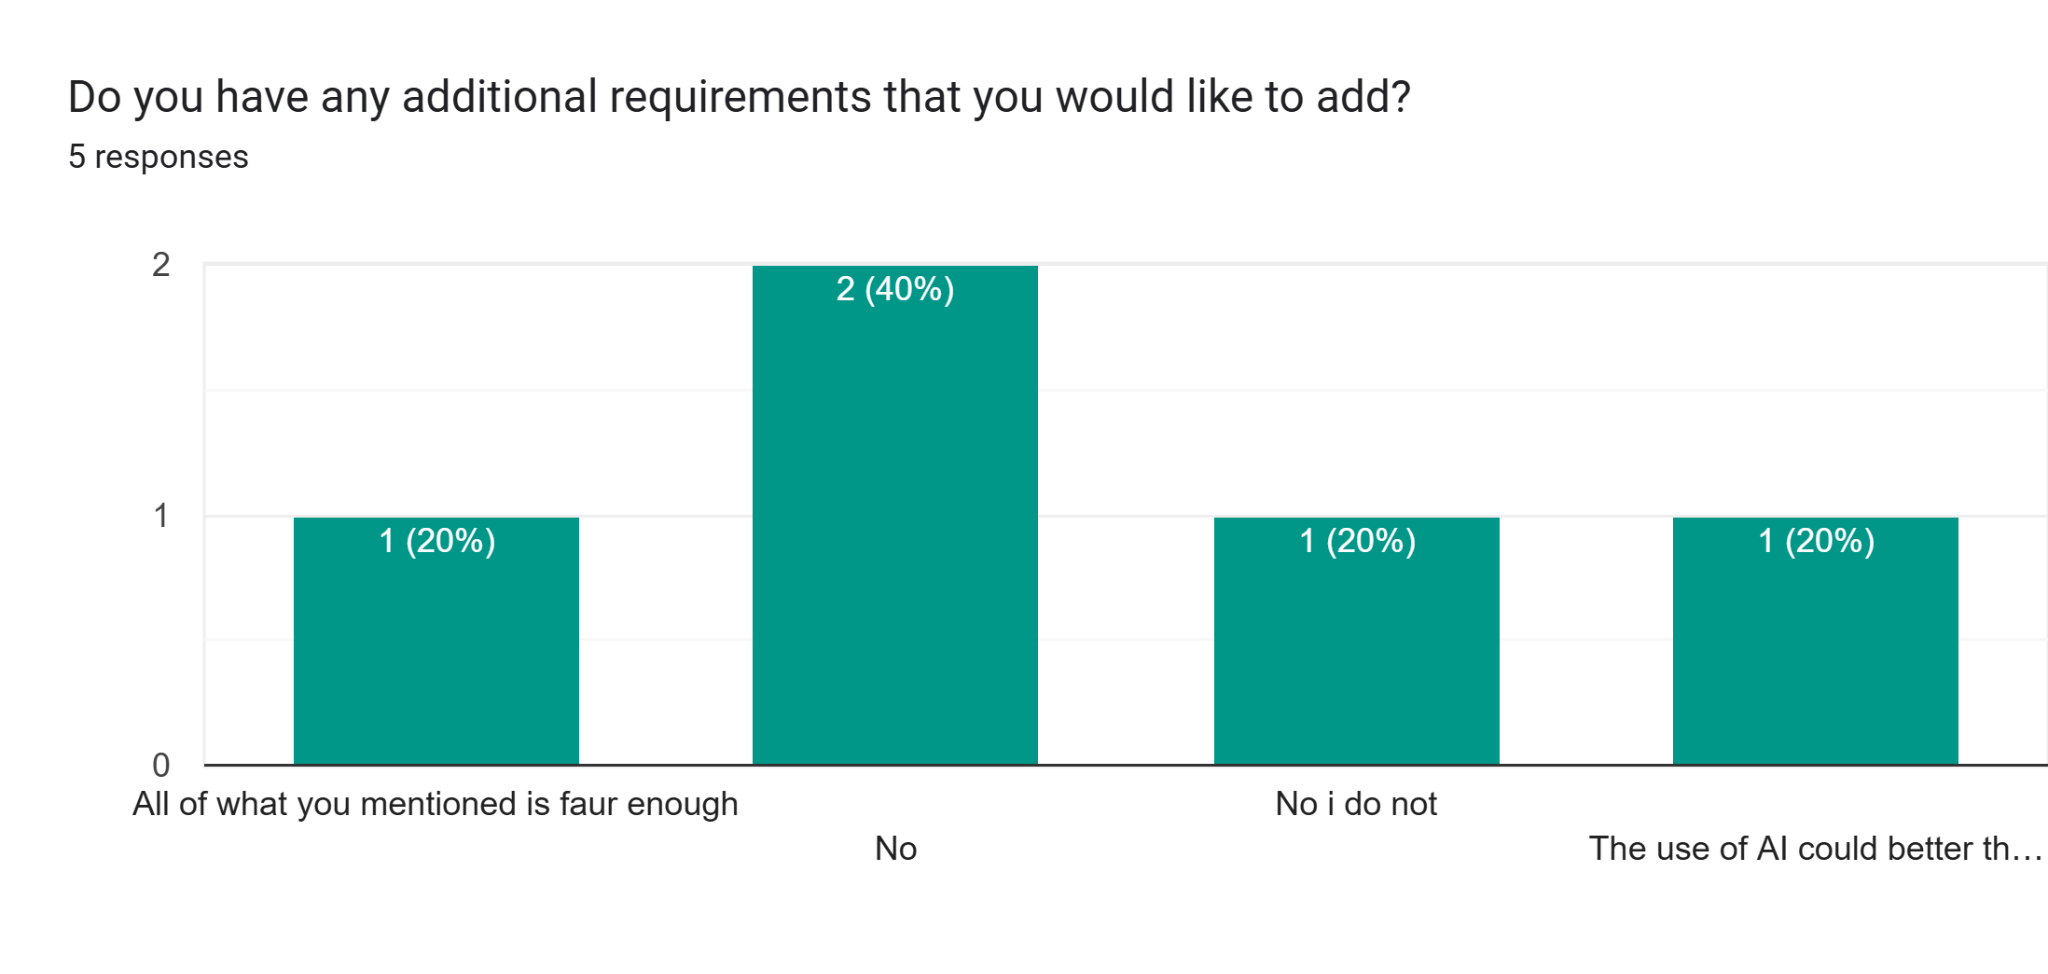 Do you have any additional requirements that you would like to add?
5 responses
2
2 (40%)
1
1 (20%)
1 (20%)
1 (20%)
0
All of what you mentioned is faur enough
No i do not
No
The use of AI could better th…